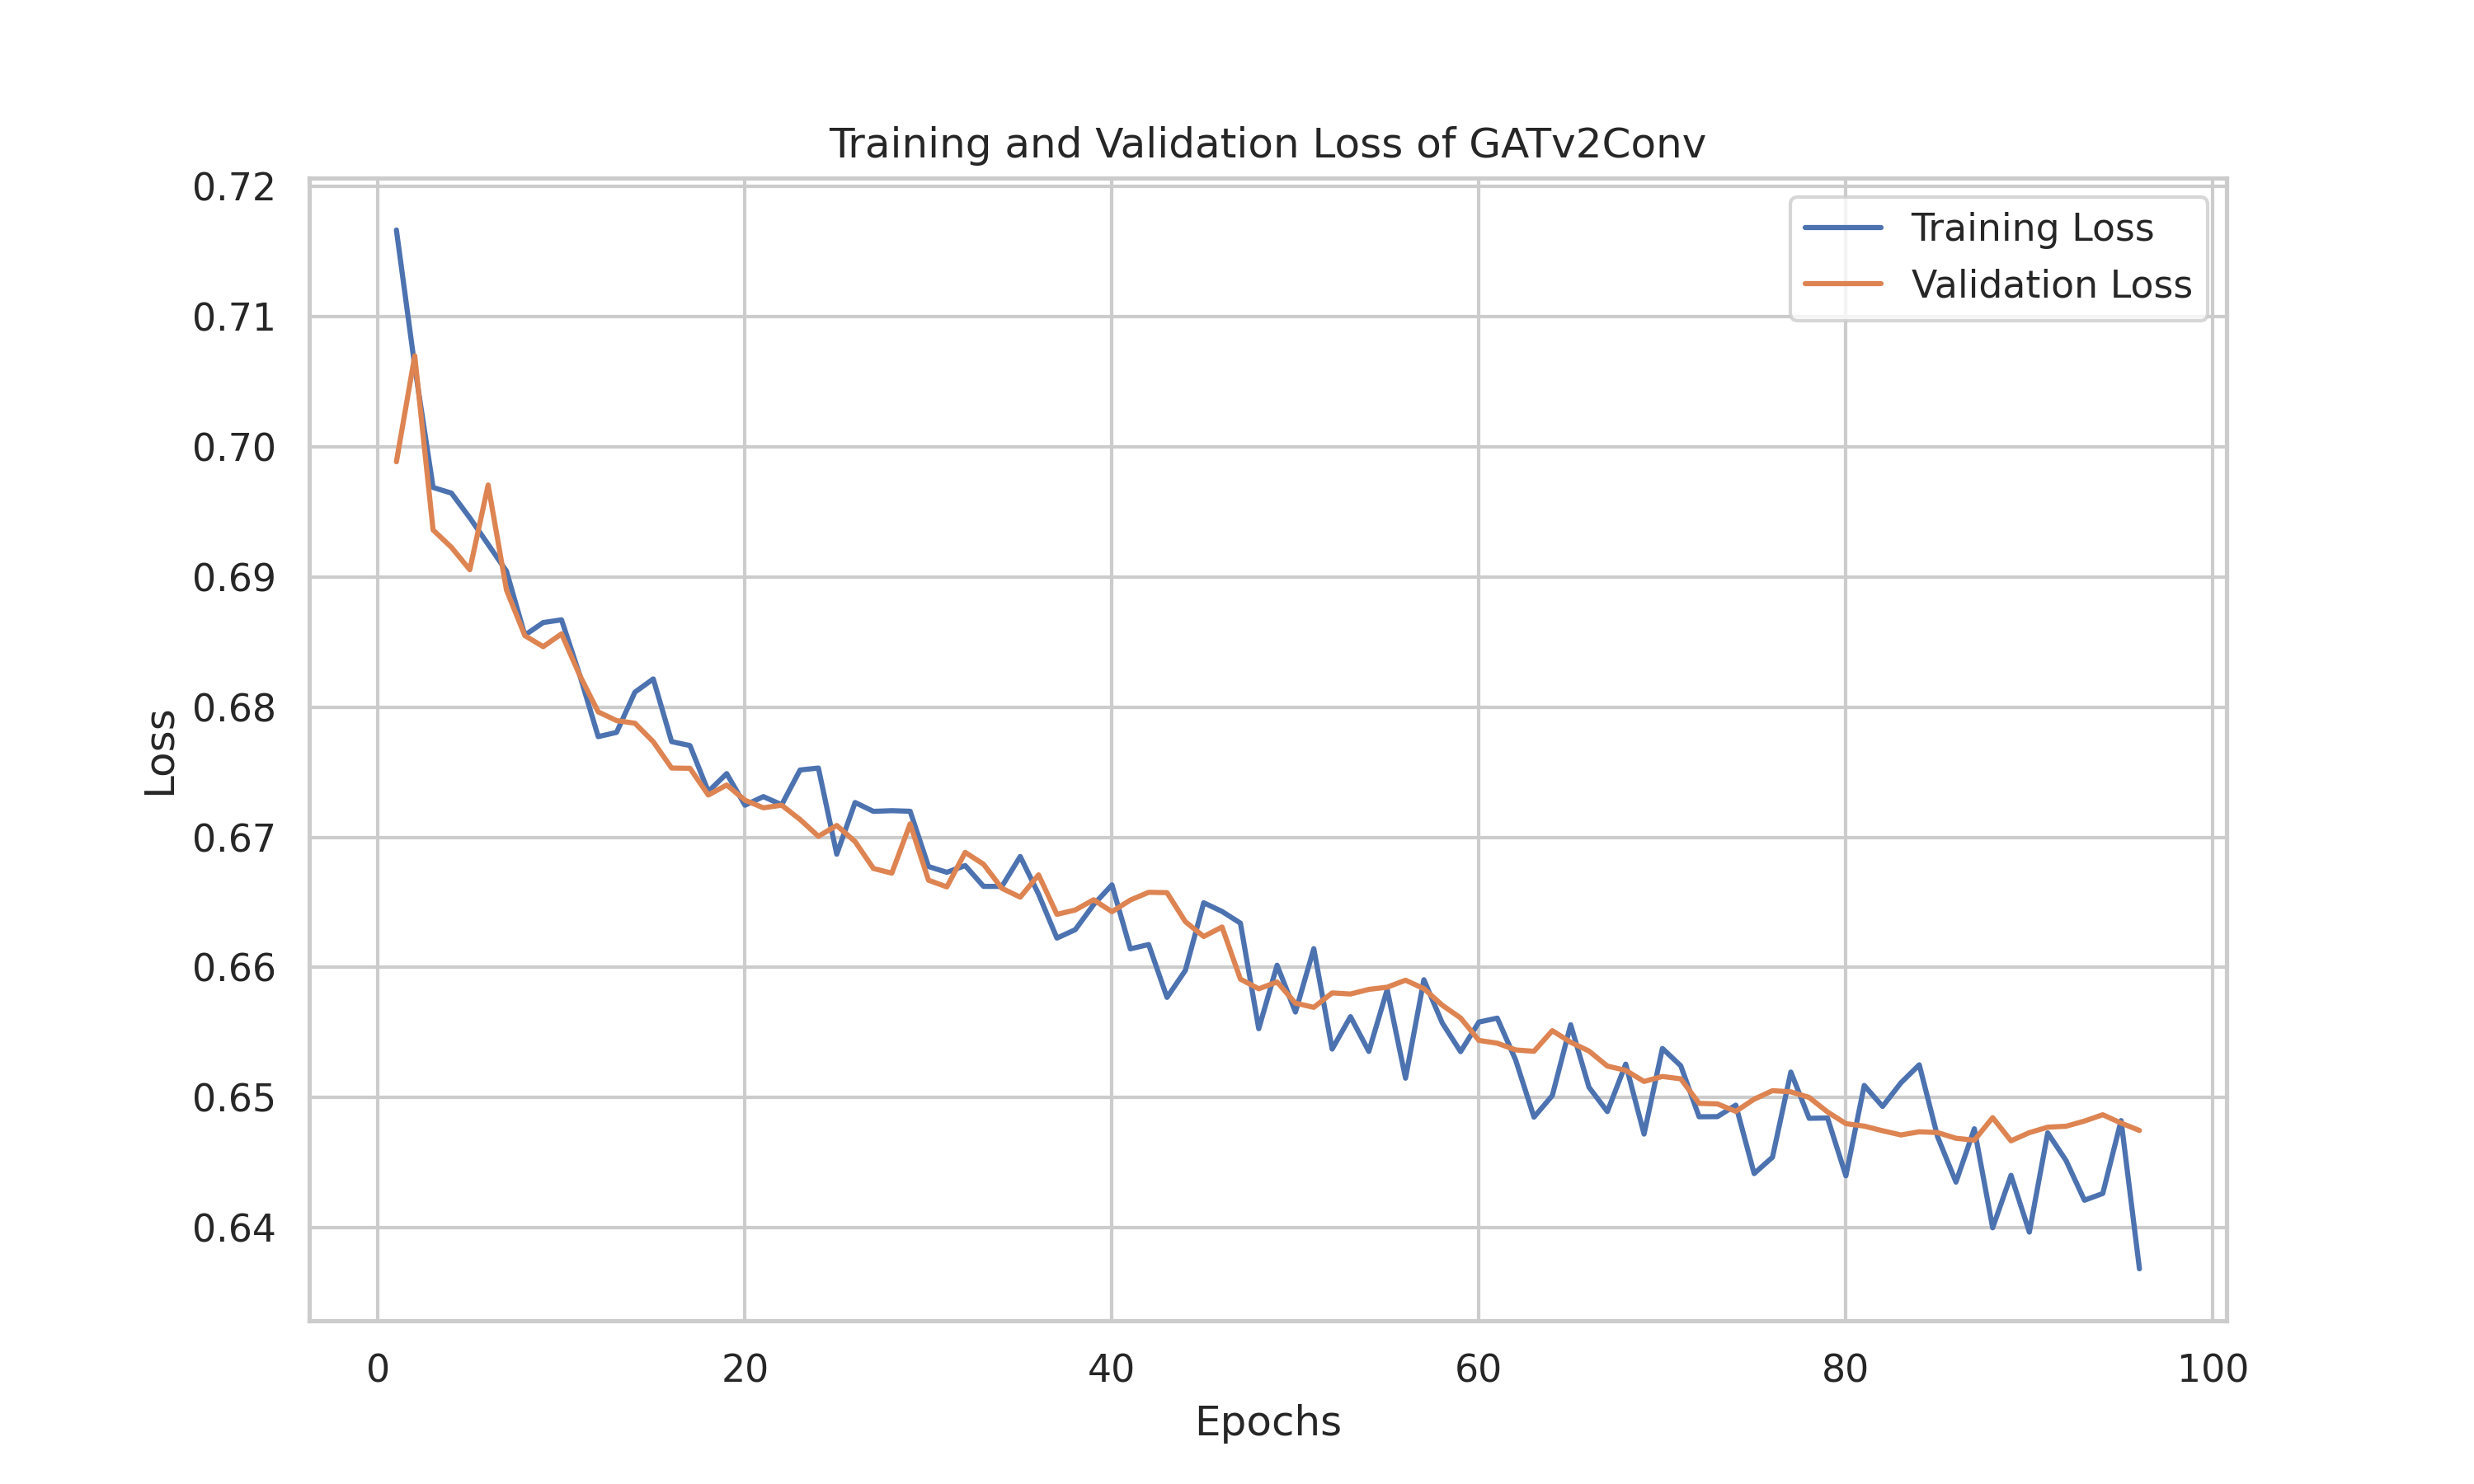 Training and Validation Loss of GATv2Conv
Training Loss
Validation Loss
Loss
0.72
0.71
0.70
0.69
0.68
0.67
0.66
0.65
0.64
0 20 40 60 80 100
Epochs